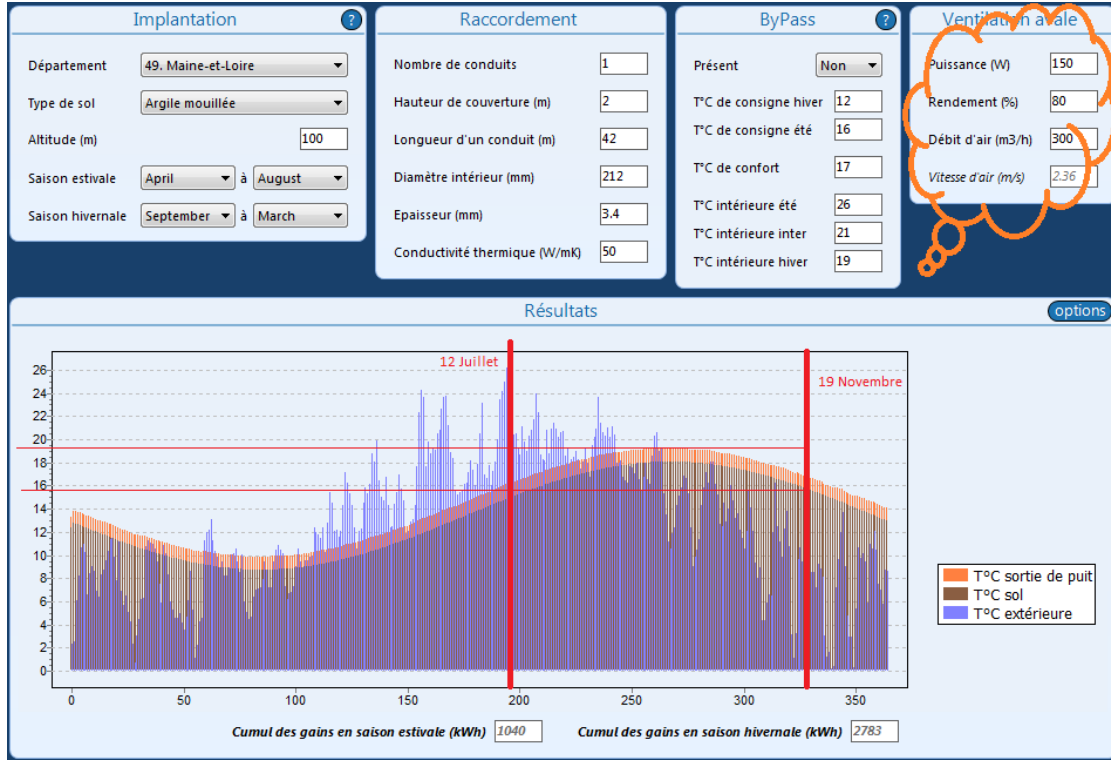 Implantation
?
Département
49. Maine-et-Loire
Type de sol
Argile mouillée
Altitude (m)
100
Saison estivale
April
à
August
Saison hivernale
September
à
March
Raccordement
Nombre de conduits
1
Hauteur de couverture (m)
2
Longueur d'un conduit (m)
42
Diamètre intérieur (mm)
212
Epaisseur (mm)
3.4
Conductivité thermique (W/mK)
50
ByPass
?
Présent
Non
T°C de consigne hiver
12
T°C de consigne été
16
T°C de confort
17
T°C intérieure été
26
T°C intérieure inter
21
T°C intérieure hiver
19
Ventilation avale
Puissance (W)
150
Rendement (%)
80
Débit d'air (m3/h)
300
Vitesse d'air (m/s)
2.36
Résultats
options
12 Juillet
19 Novembre
26
24
22
20
18
16
14
12
10
8
6
4
2
0
0
50
100
150
200
250
300
350
T°C sortie de puit
T°C sol
T°C extérieure
Cumul des gains en saison estivale (kWh)
1040
Cumul des gains en saison hivernale (kWh)
2783